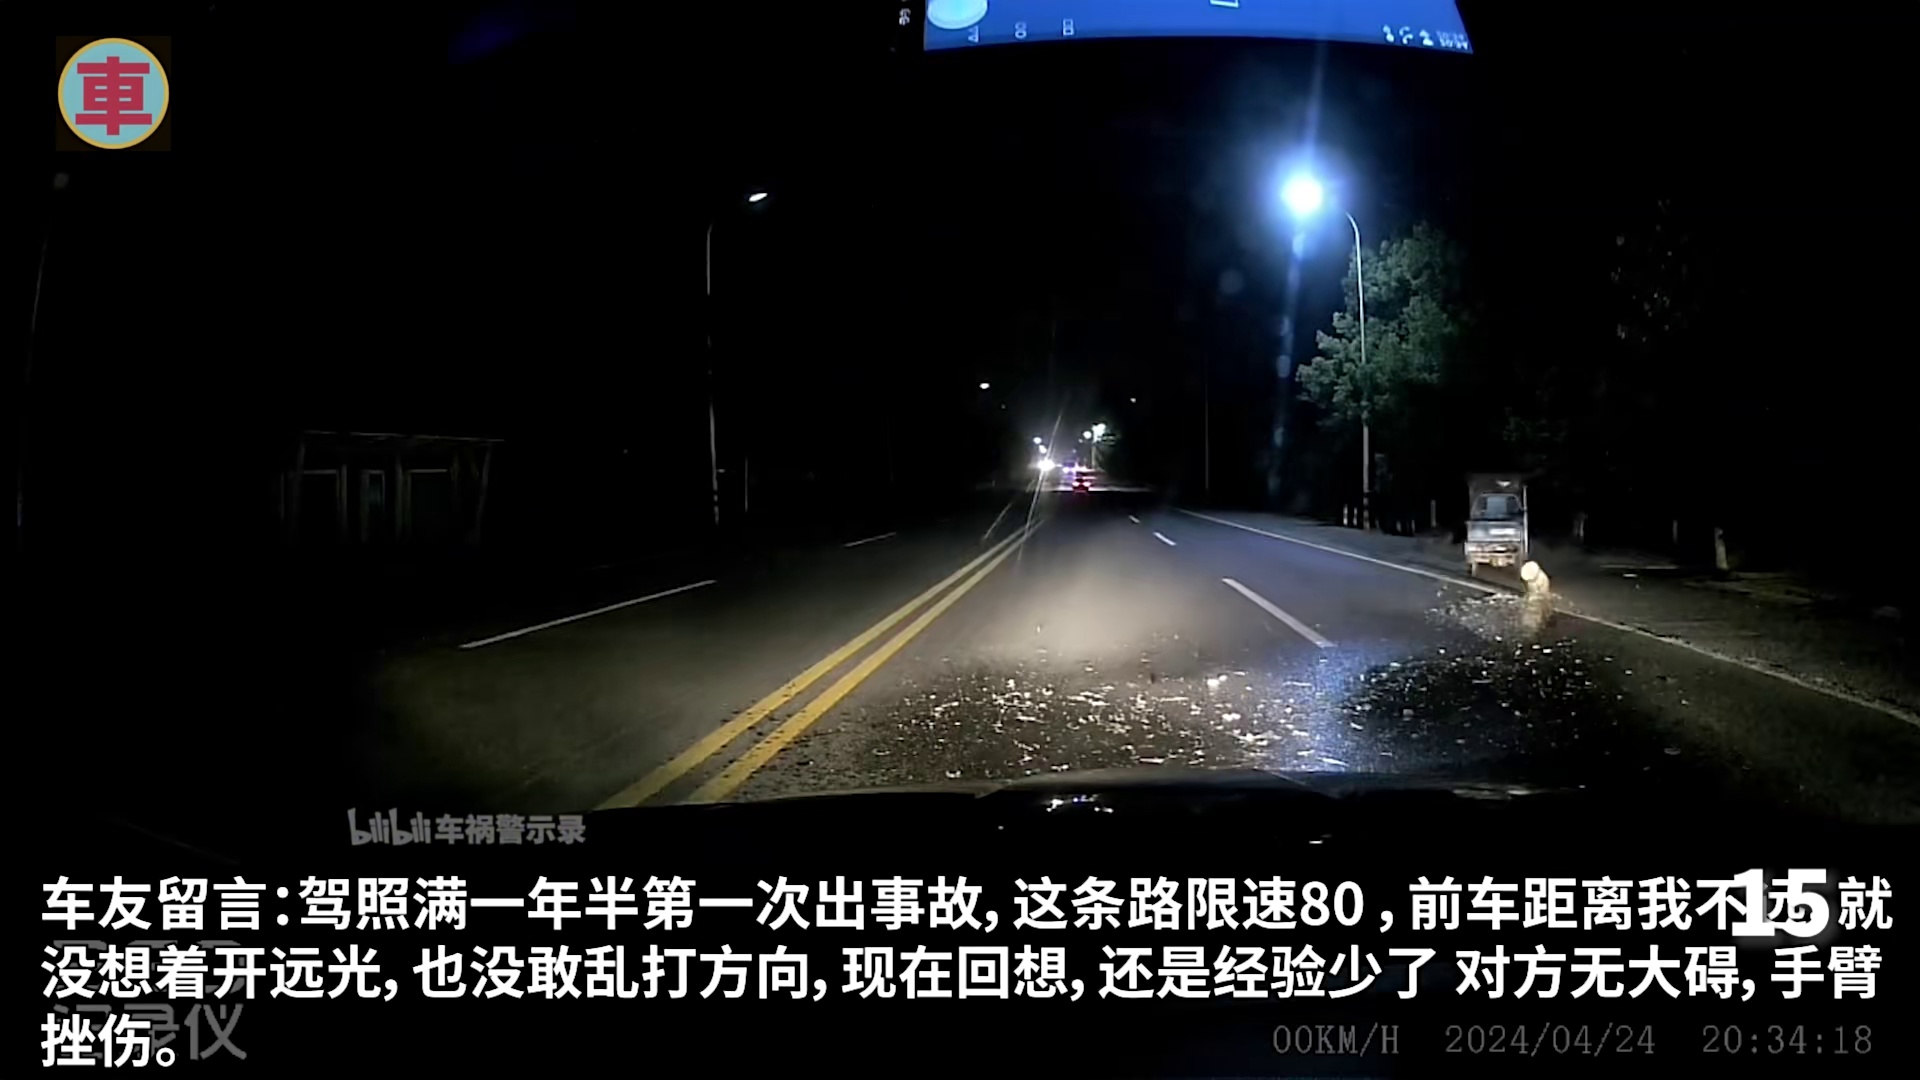 車
bilibili车祸警示录
车友留言:驾照满一年半第一次出事故,这条路限速80,前车距离我不远 就
15
没想着开远光,也没敢乱打方向,现在回想,还是经验少了 对方无大碍,手臂
挫伤。
记录仪
00KM/H 2024/04/24 20:34:18